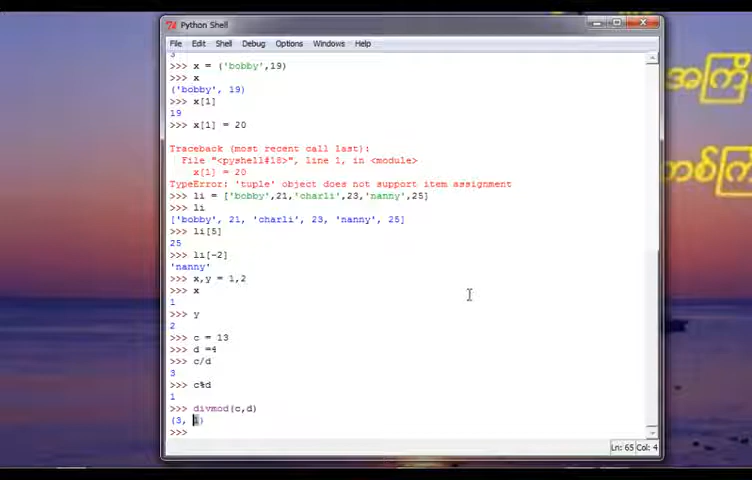 Python Shell
File Edit Shell Debug Options Windows Help
3
>>> x = ('bobby',19)
>>> x
('bobby', 19)
>>> x[1]
19
>>> x[1] = 20
Traceback (most recent call last):
File "<pyshell#18>", line 1, in <module>
x[1] = 20
TypeError: 'tuple' object does not support item assignment
>>> li = ['bobby',21,'charli',23,'nanny',25]
>>> li
['bobby', 21, 'charli', 23, 'nanny', 25]
>>> li[5]
25
>>> li[-2]
'nanny'
>>> x,y = 1,2
>>> x
1
>>> y
2
>>> c = 13
>>> d =4
>>> c/d
3
>>> c%d
1
>>> divmod(c,d)
(3, 1)
>>>
Ln: 65 Col: 4